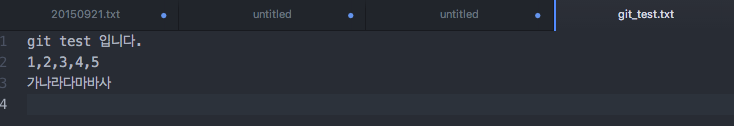 20150921.txt untitled untitled git_test.txt
1 git test 입니다.
2 1,2,3,4,5
3 가나라다마바사
4